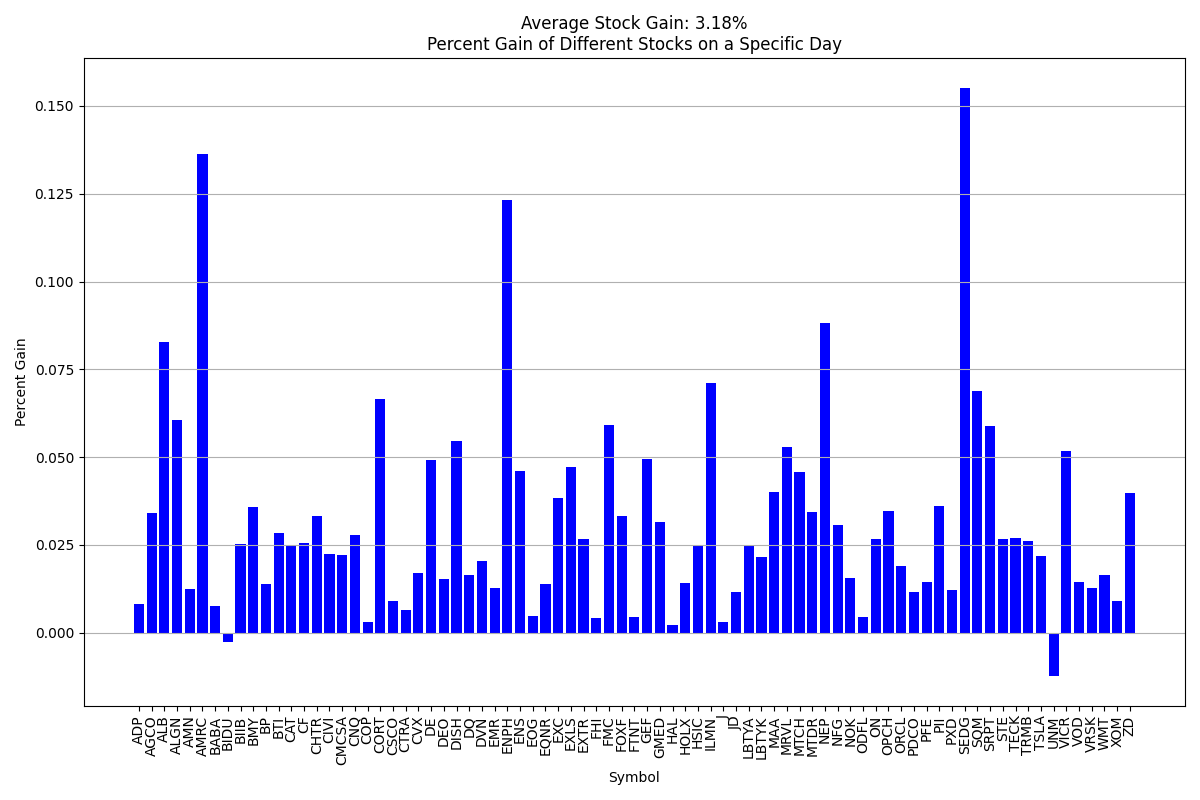 Average Stock Gain: 3.18%
Percent Gain of Different Stocks on a Specific Day
Percent Gain
0.150
0.125
0.100
0.075
0.050
0.025
0.000
ADP
AGCO
ALB
ALGN
AMN
AMRC
BABA
BIDU
BIIB
BMY
BP
BTI
CAT
CF
CHTR
CIVI
CMCSA
CNQ
COP
CORT
CSCO
CTRA
CVX
DE
DEO
DISH
DQ
DVN
EMR
ENPH
ENS
EOG
EQNR
EXC
EXLS
EXTR
FHI
FMC
FOXF
FTNT
GEF
GMED
HAL
HOLX
HSIC
ILMN
J
JD
LBTYA
LBTYK
MAA
MRVL
MTCH
MTDR
NEP
NFG
NOK
ODFL
ON
OPCH
ORCL
PDCO
PFE
PII
PXD
SEDG
SQM
SRPT
STE
TECK
TRMB
TSLA
UNM
VICR
VOD
VRSK
WMT
XOM
ZD
Symbol